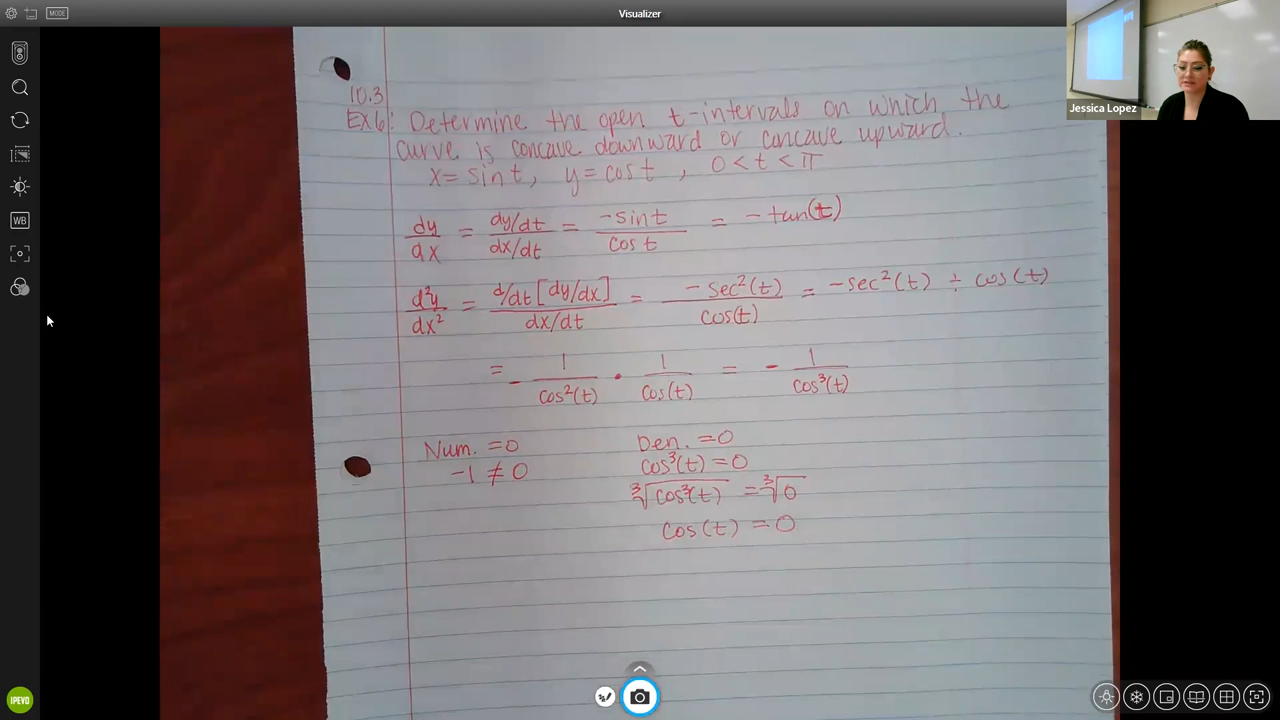 MODE
Visualizer
Jessica Lopez
WB
10.3
Ex 6: Determine the open t-intervals on which the
curve is concave downward or concave upward.
x = sin t, y = cos t, 0 < t < π
dy/dx = (dy/dt)/(dx/dt) = -sin t/cos t = -tan(t)
d²y/dx² = (d/dt [dy/dx])/(dx/dt) = -sec²(t)/cos(t) = -sec²(t) ÷ cos(t)
= -1/cos²(t) · 1/cos(t) = -1/cos³(t)
Num. = 0 Den. = 0
-1 ≠ 0 cos³(t) = 0
∛cos³(t) = ∛0
cos(t) = 0
IPEVO